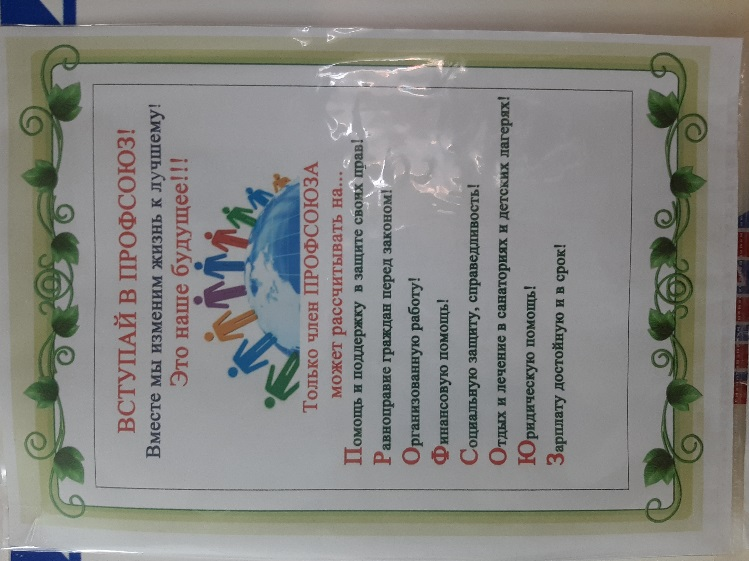 ВСТУПАЙ В ПРОФСОЮЗ!
Вместе мы изменим жизнь к лучшему!
Это наше будущее!!!
Только член ПРОФСОЮЗА
может рассчитывать на...
Помощь и поддержку в защите своих прав!
Равноправие граждан перед законом!
Организованную работу!
Финансовую помощь!
Социальную защиту, справедливость!
Отдых и лечение в санаториях и детских лагерях!
Юридическую помощь!
Зарплату достойную и в срок!